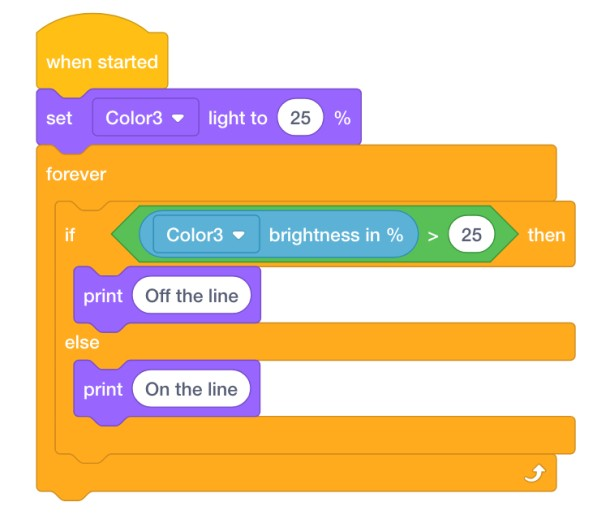 when started
set Color3 light to 25 %
forever
if Color3 brightness in % > 25 then
print Off the line
else
print On the line